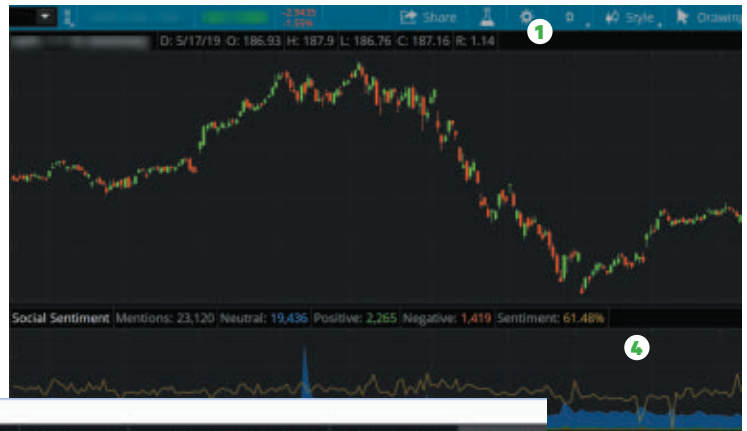 -2.9435
-1.55%
Share
D
Style
Drawing
1
D: 5/17/19 O: 186.93 H: 187.9 L: 186.76 C: 187.16 R: 1.14
Social Sentiment Mentions: 23,120 Neutral: 19,436 Positive: 2,265 Negative: 1,419 Sentiment: 61.48%
4